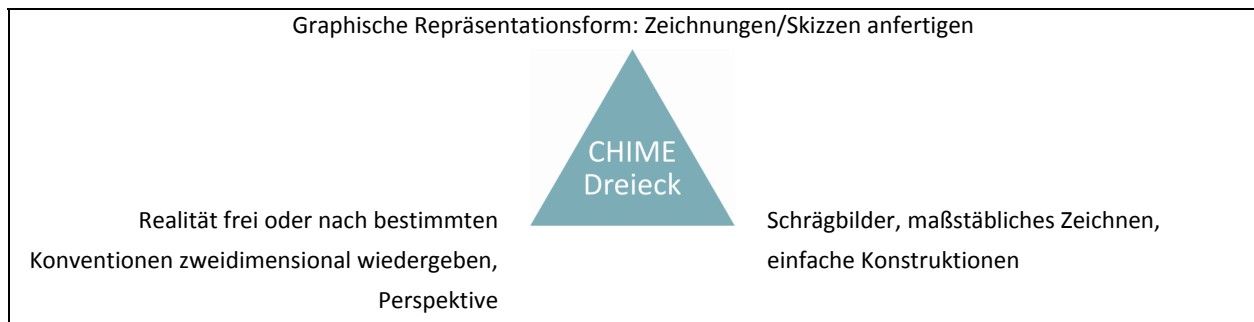 Graphische Repräsentationsform: Zeichnungen/Skizzen anfertigen
CHIME
Dreieck
Realität frei oder nach bestimmten
Konventionen zweidimensional wiedergeben,
Perspektive
Schrägbilder, maßstäbliches Zeichnen,
einfache Konstruktionen